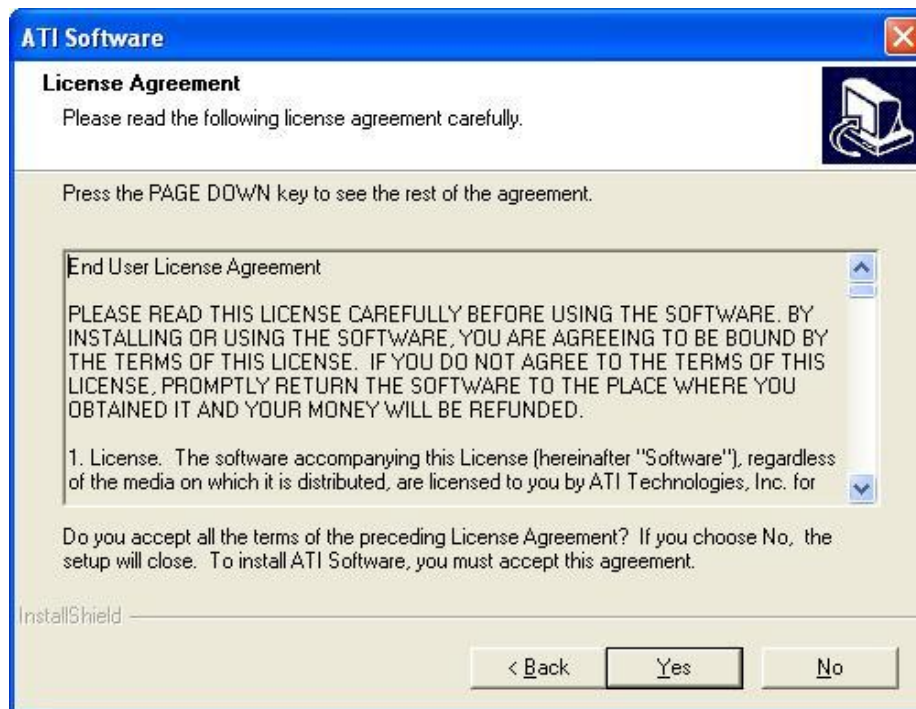 ATI Software
License Agreement
Please read the following license agreement carefully.
Press the PAGE DOWN key to see the rest of the agreement.
End User License Agreement
PLEASE READ THIS LICENSE CAREFULLY BEFORE USING THE SOFTWARE. BY
INSTALLING OR USING THE SOFTWARE, YOU ARE AGREEING TO BE BOUND BY
THE TERMS OF THIS LICENSE.  IF YOU DO NOT AGREE TO THE TERMS OF THIS
LICENSE, PROMPTLY RETURN THE SOFTWARE TO THE PLACE WHERE YOU
OBTAINED IT AND YOUR MONEY WILL BE REFUNDED.
1. License.  The software accompanying this License (hereinafter "Software"), regardless
of the media on which it is distributed, are licensed to you by ATI Technologies, Inc. for
Do you accept all the terms of the preceding License Agreement?  If you choose No,  the
setup will close.  To install ATI Software, you must accept this agreement.
InstallShield
< Back
Yes
No